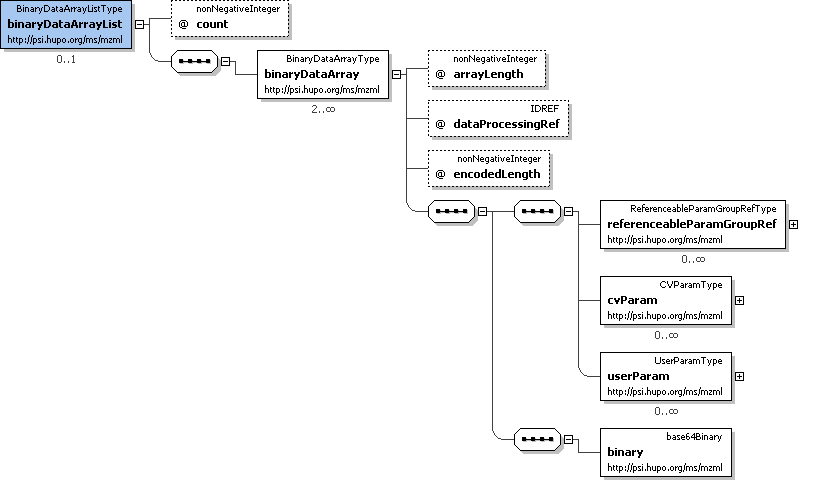 BinaryDataArrayListType
binaryDataArrayList
http://psi.hupo.org/ms/mzml
0..1
nonNegativeInteger
@ count
BinaryDataArrayType
binaryDataArray
http://psi.hupo.org/ms/mzml
2..∞
nonNegativeInteger
@ arrayLength
IDREF
@ dataProcessingRef
nonNegativeInteger
@ encodedLength
ReferenceableParamGroupRefType
referenceableParamGroupRef
http://psi.hupo.org/ms/mzml
0..∞
CVParamType
cvParam
http://psi.hupo.org/ms/mzml
0..∞
UserParamType
userParam
http://psi.hupo.org/ms/mzml
0..∞
base64Binary
binary
http://psi.hupo.org/ms/mzml